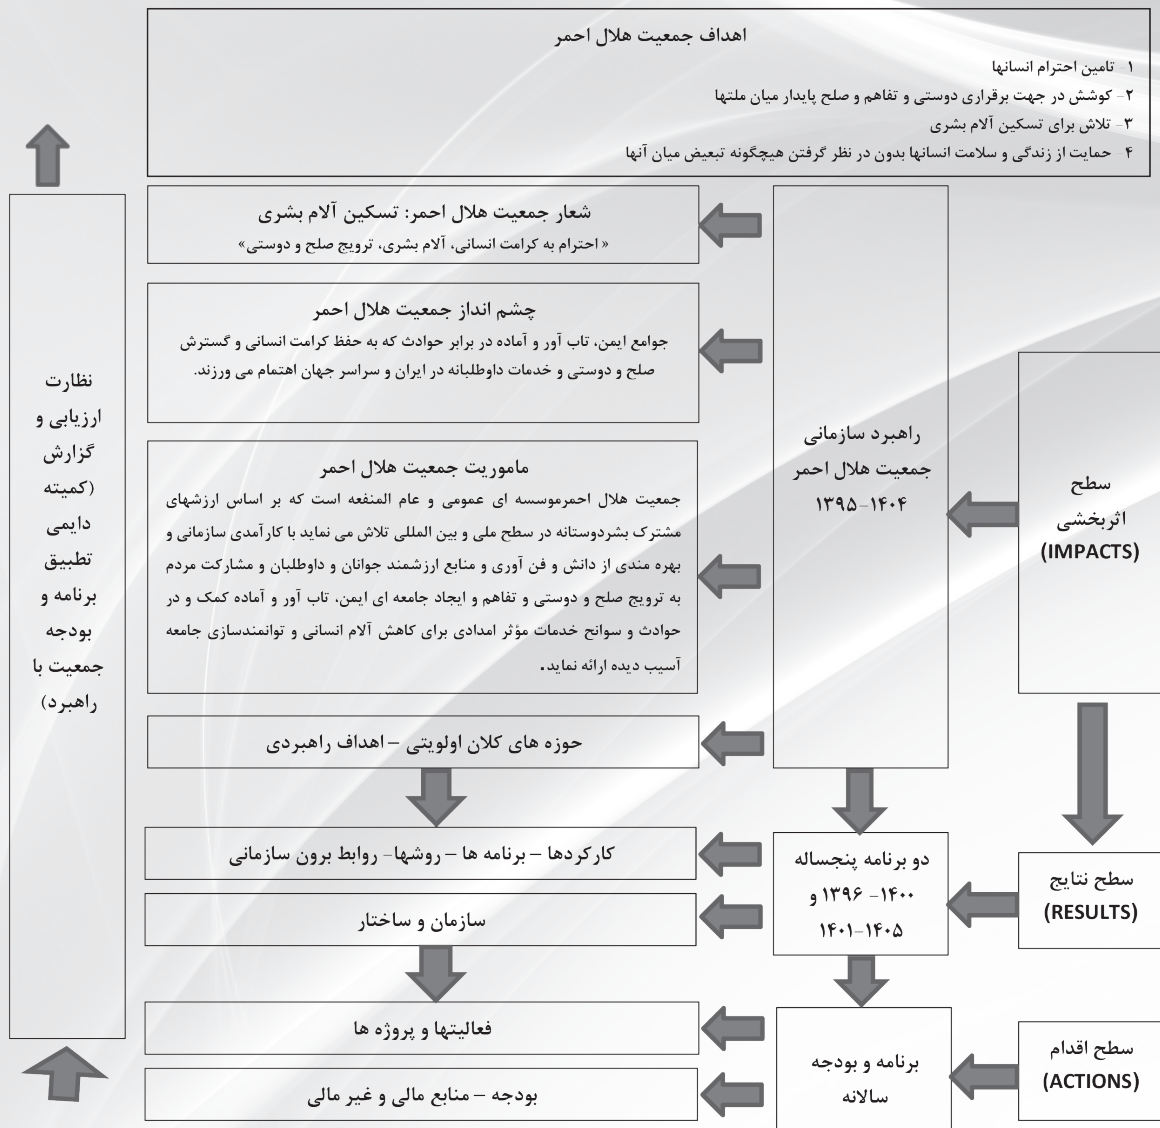 اهداف جمعیت هلال احمر
۱ تامین احترام انسانها
۲- کوشش در جهت برقراری دوستی و تفاهم و صلح پایدار میان ملتها
۳- تلاش برای تسکین آلام بشری
۴- حمایت از زندگی و سلامت انسانها بدون در نظر گرفتن هیچگونه تبعیض میان آنها
سطح
اثربخشی
(IMPACTS)
راهبرد سازمانی
جمعیت هلال احمر
۱۳۹۵-۱۴۰۴
شعار جمعیت هلال احمر: تسکین آلام بشری
« احترام به کرامت انسانی، آلام بشری، ترویج صلح و دوستی»
چشم انداز جمعیت هلال احمر
جوامع ایمن، تاب آور و آماده در برابر حوادث که به حفظ کرامت انسانی و گسترش
صلح و دوستی و خدمات داوطلبانه در ایران و سراسر جهان اهتمام می ورزند.
ماموریت جمعیت هلال احمر
جمعیت هلال احمرموسسه ای عمومی و عام المنفعه است که بر اساس ارزشهای
مشترک بشردوستانه در سطح ملی و بین المللی تلاش می نماید با کارآمدی سازمانی و
بهره مندی از دانش و فن آوری و منابع ارزشمند جوانان و داوطلبان و مشارکت مردم
به ترویج صلح و دوستی و تفاهم و ایجاد جامعه ای ایمن، تاب آور و آماده کمک و در
حوادث و سوانح خدمات مؤثر امدادی برای کاهش آلام انسانی و توانمندسازی جامعه
آسیب دیده ارائه نماید.
حوزه های کلان اولویتی – اهداف راهبردی
سطح نتایج
(RESULTS)
دو برنامه پنجساله
۱۴۰۰- ۱۳۹۶ و
۱۴۰۱-۱۴۰۵
کارکردها – برنامه ها – روشها- روابط برون سازمانی
سازمان و ساختار
سطح اقدام
(ACTIONS)
برنامه و بودجه
سالانه
فعالیتها و پروژه ها
بودجه – منابع مالی و غیر مالی
نظارت
ارزیابی و
گزارش
(کمیته
دایمی
تطبیق
برنامه و
بودجه
جمعیت با
راهبرد)